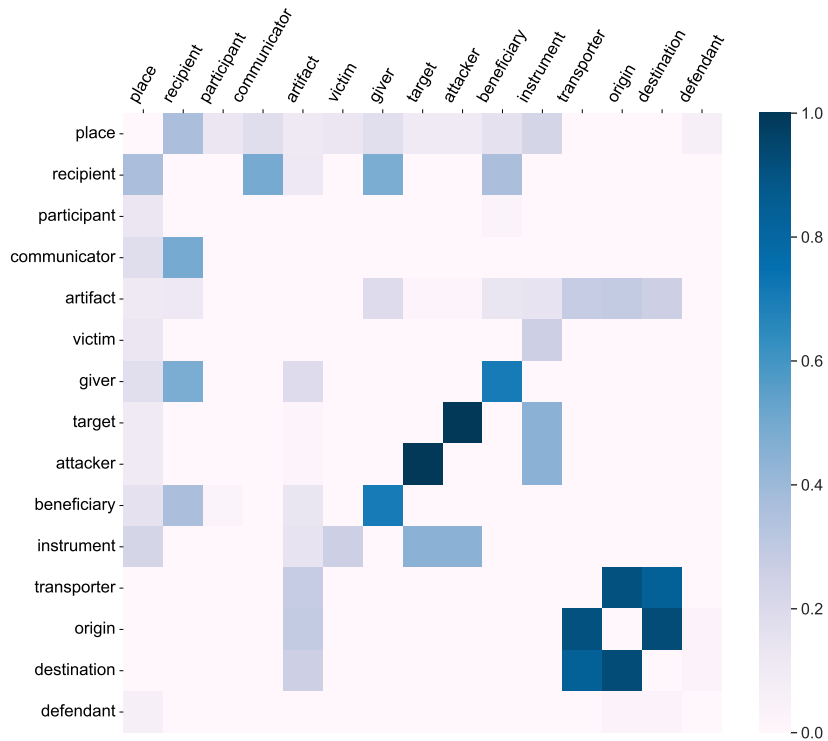 place recipient participant communicator artifact victim giver target attacker beneficiary instrument transporter origin destination defendant
place
recipient
participant
communicator
artifact
victim
giver
target
attacker
beneficiary
instrument
transporter
origin
destination
defendant
1.0
0.8
0.6
0.4
0.2
0.0